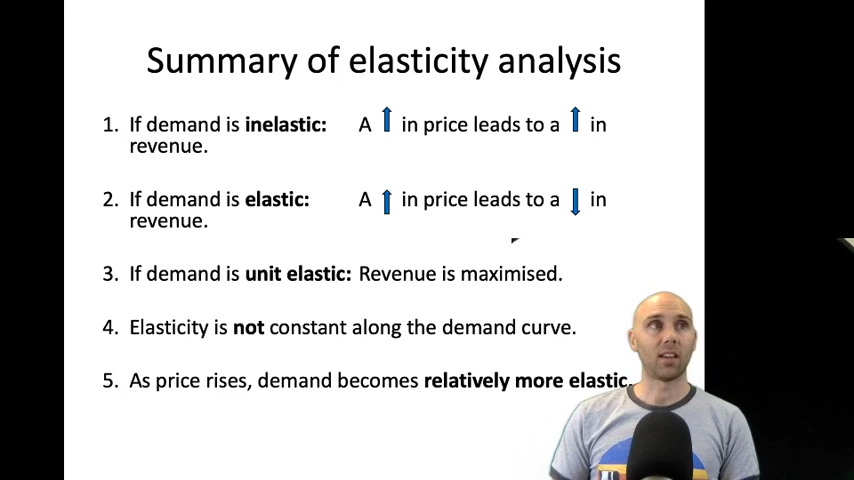 Summary of elasticity analysis
1. If demand is inelastic: A ↑ in price leads to a ↑ in
revenue.
2. If demand is elastic: A ↑ in price leads to a ↓ in
revenue.
3. If demand is unit elastic: Revenue is maximised.
4. Elasticity is not constant along the demand curve.
5. As price rises, demand becomes relatively more elastic.